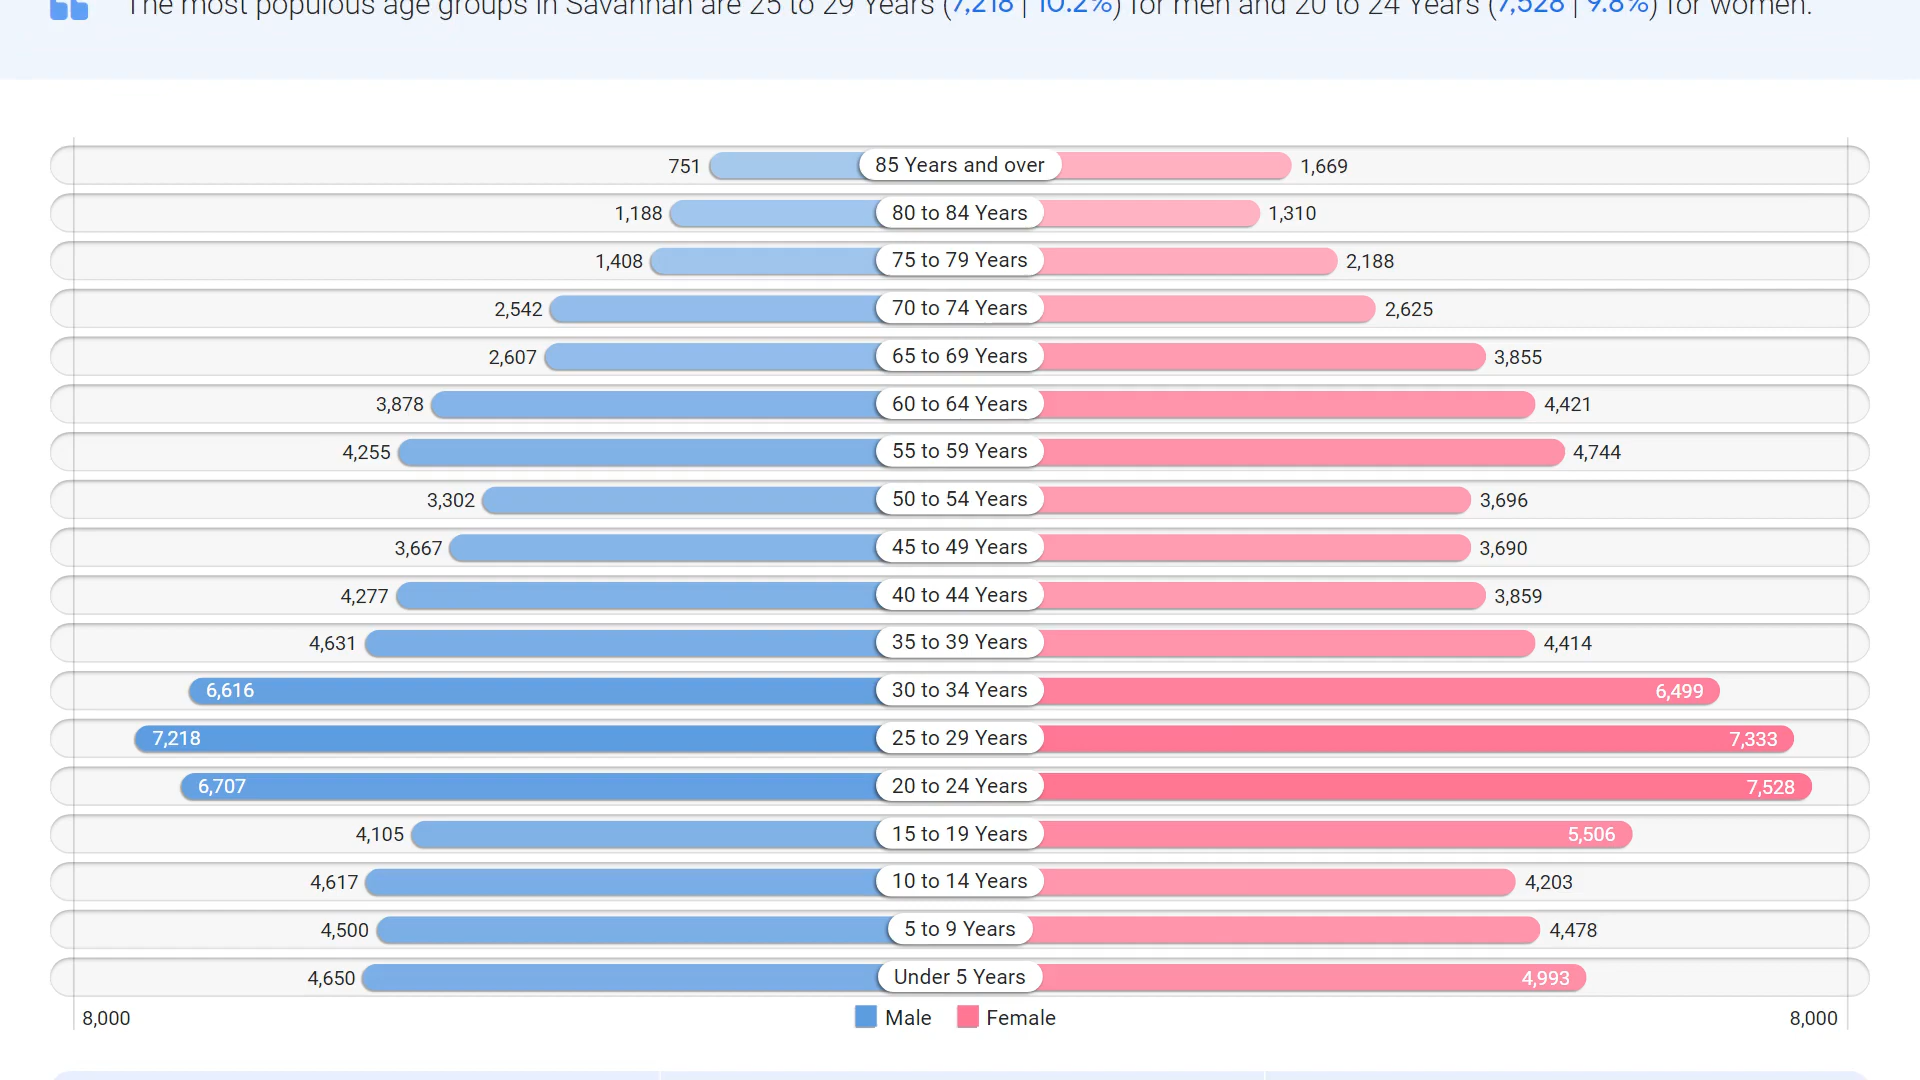 The most populous age groups in Savannah are 25 to 29 Years (7,218 | 10.2%) for men and 20 to 24 Years (7,528 | 9.8%) for women.
751 85 Years and over 1,669
1,188 80 to 84 Years 1,310
1,408 75 to 79 Years 2,188
2,542 70 to 74 Years 2,625
2,607 65 to 69 Years 3,855
3,878 60 to 64 Years 4,421
4,255 55 to 59 Years 4,744
3,302 50 to 54 Years 3,696
3,667 45 to 49 Years 3,690
4,277 40 to 44 Years 3,859
4,631 35 to 39 Years 4,414
6,616 30 to 34 Years 6,499
7,218 25 to 29 Years 7,333
6,707 20 to 24 Years 7,528
4,105 15 to 19 Years 5,506
4,617 10 to 14 Years 4,203
4,500 5 to 9 Years 4,478
4,650 Under 5 Years 4,993
8,000 Male Female 8,000